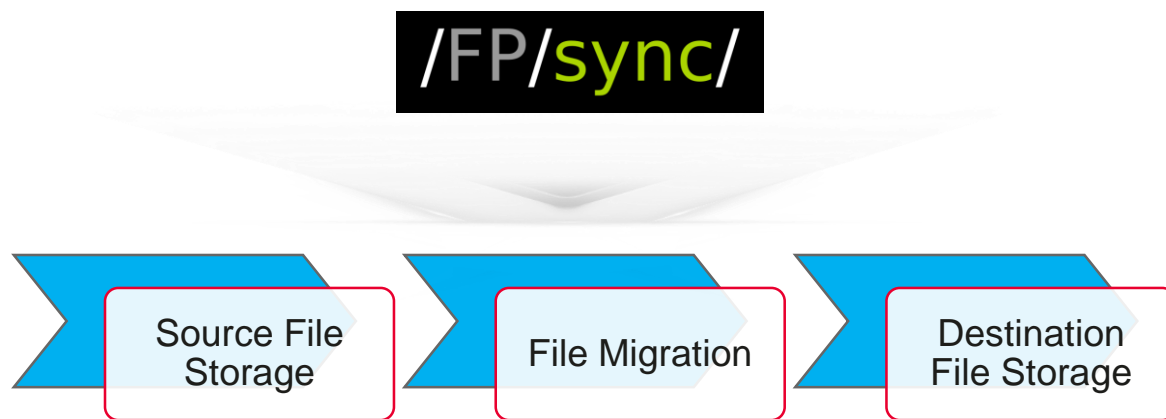 /FP/sync/
Source File
Storage
File Migration
Destination
File Storage